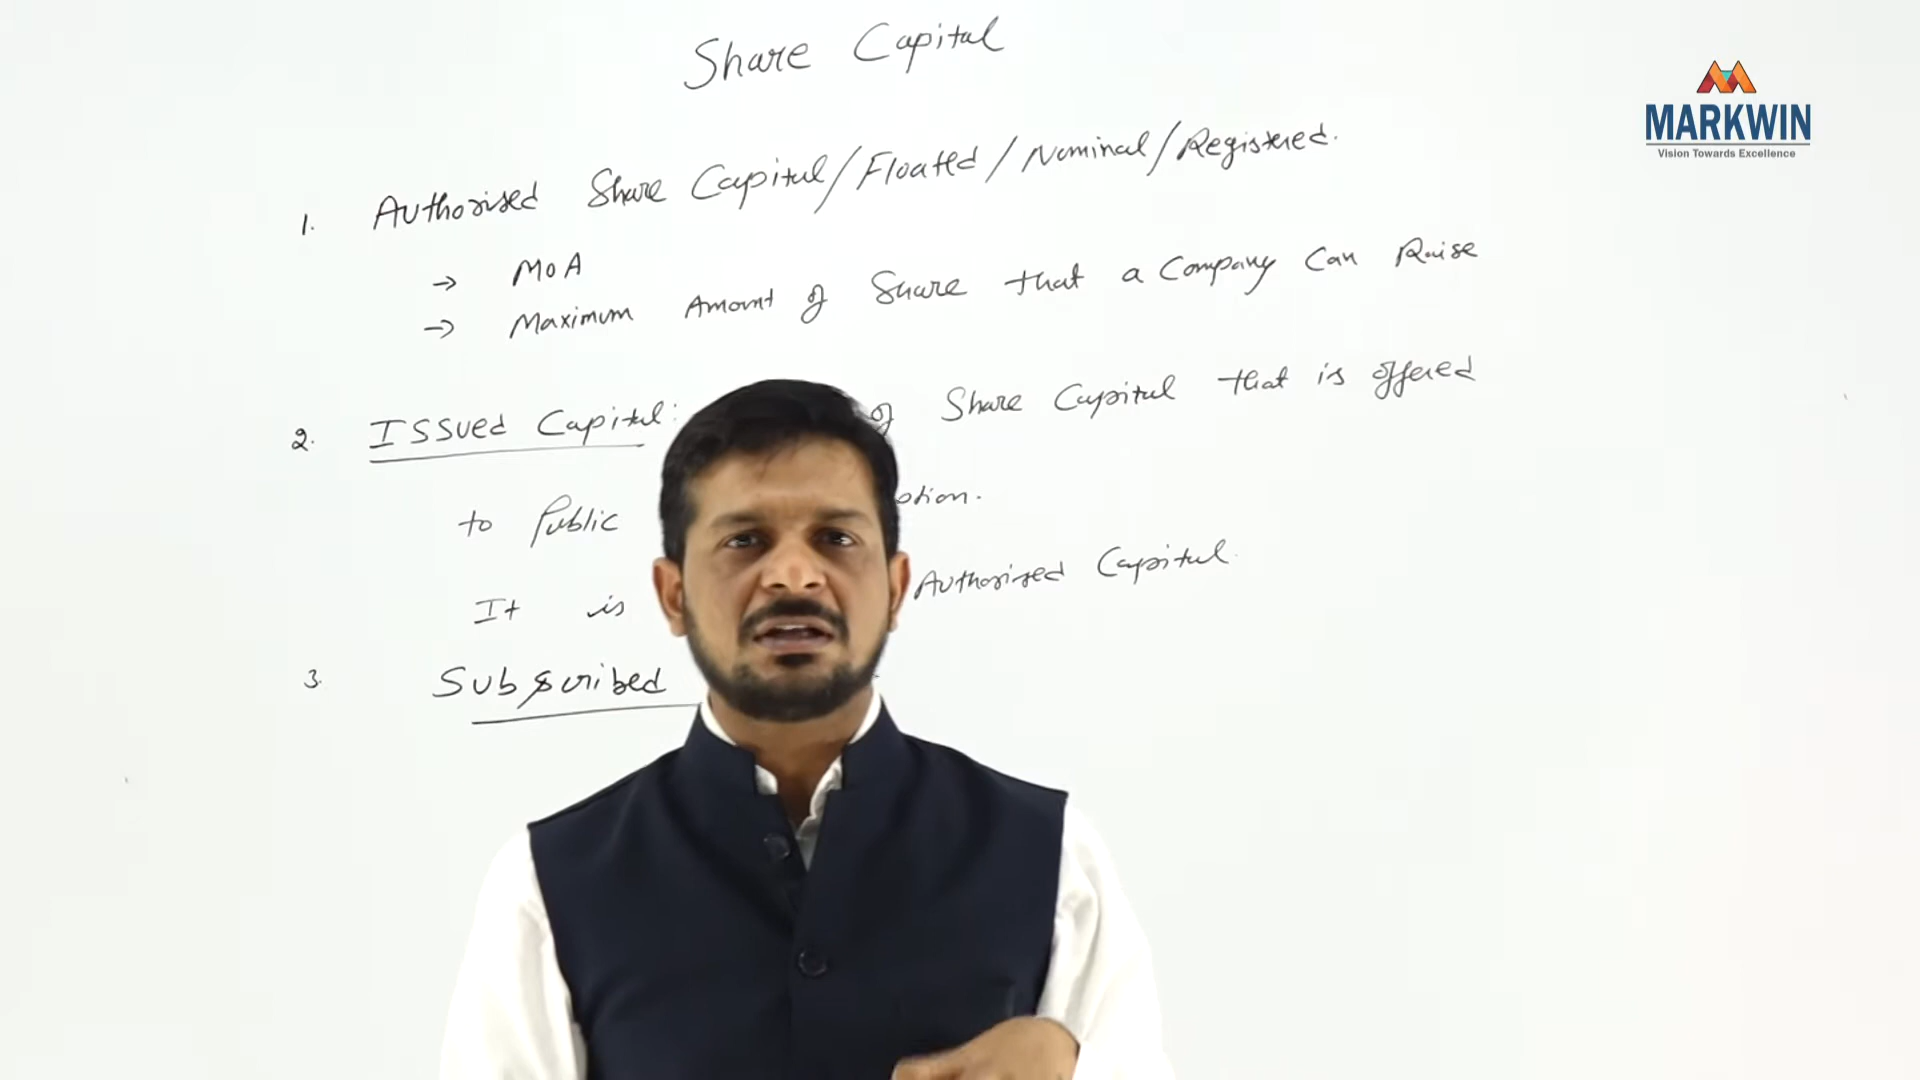 Share Capital
MARKWIN
Vision Towards Excellence
1. Authorised Share Capital/Floated/Nominal/Registered.
→ MOA
→ Maximum Amount of Share that a Company Can Raise
2. Issued Capital: of Share Capital that is offered
to Public
It is Authorised Capital.
3. Subscribed